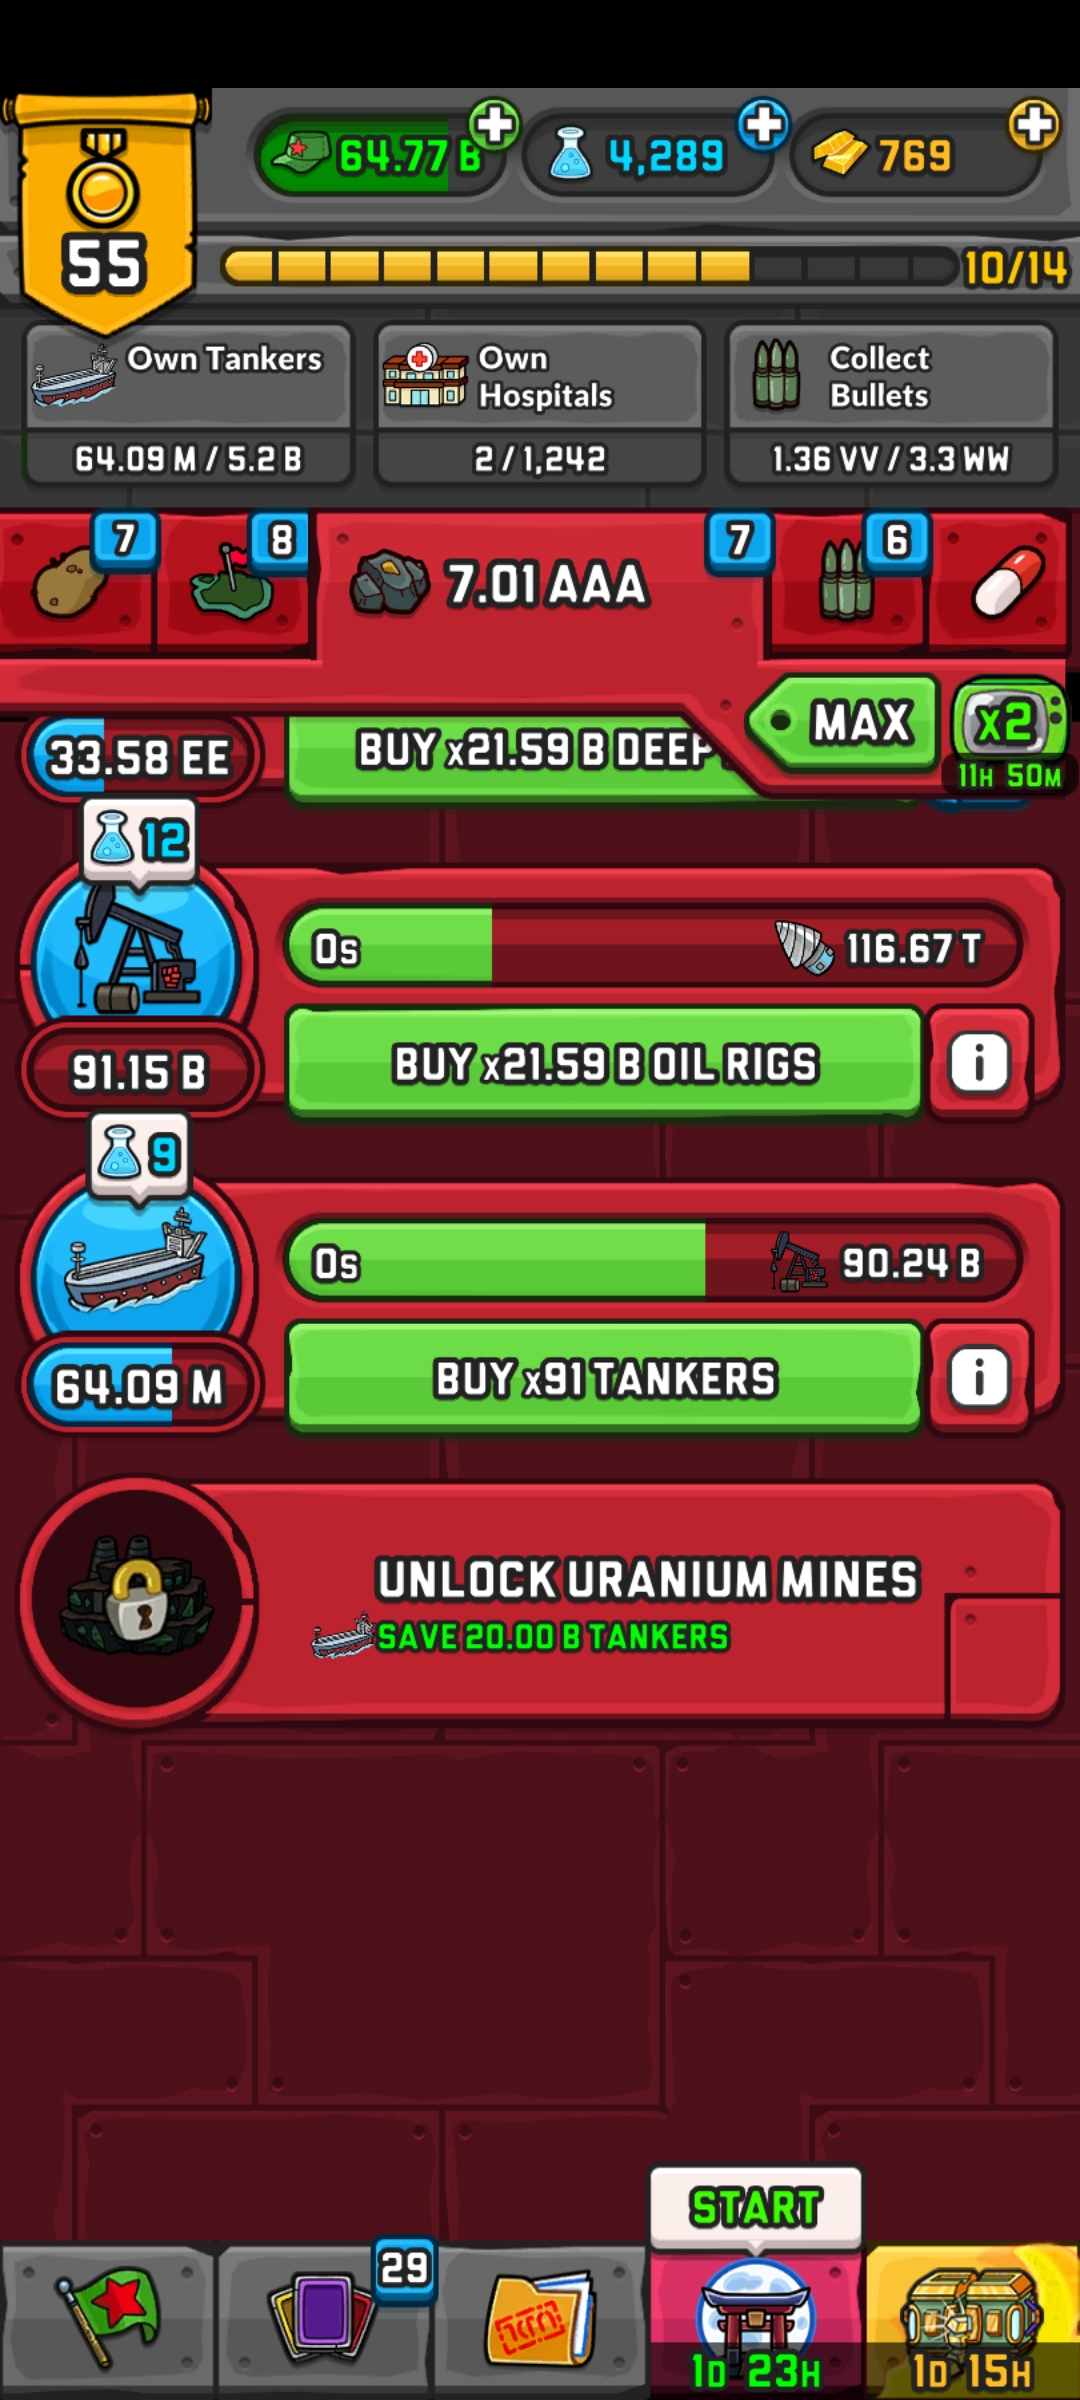 64.77 B
4,289
769
55
10/14
Own Tankers
64.09 M / 5.2 B
Own
Hospitals
2 / 1,242
Collect
Bullets
1.36 VV / 3.3 WW
7
8
7.01 AAA
7
6
MAX
x2
11H 50M
33.58 EE
BUY x21.59 B DEEP
12
0s
116.67 T
91.15 B
BUY x21.59 B OIL RIGS
i
9
0s
90.24 B
64.09 M
BUY x91 TANKERS
i
UNLOCK URANIUM MINES
SAVE 20.00 B TANKERS
START
29
1D 23H
1D 15H